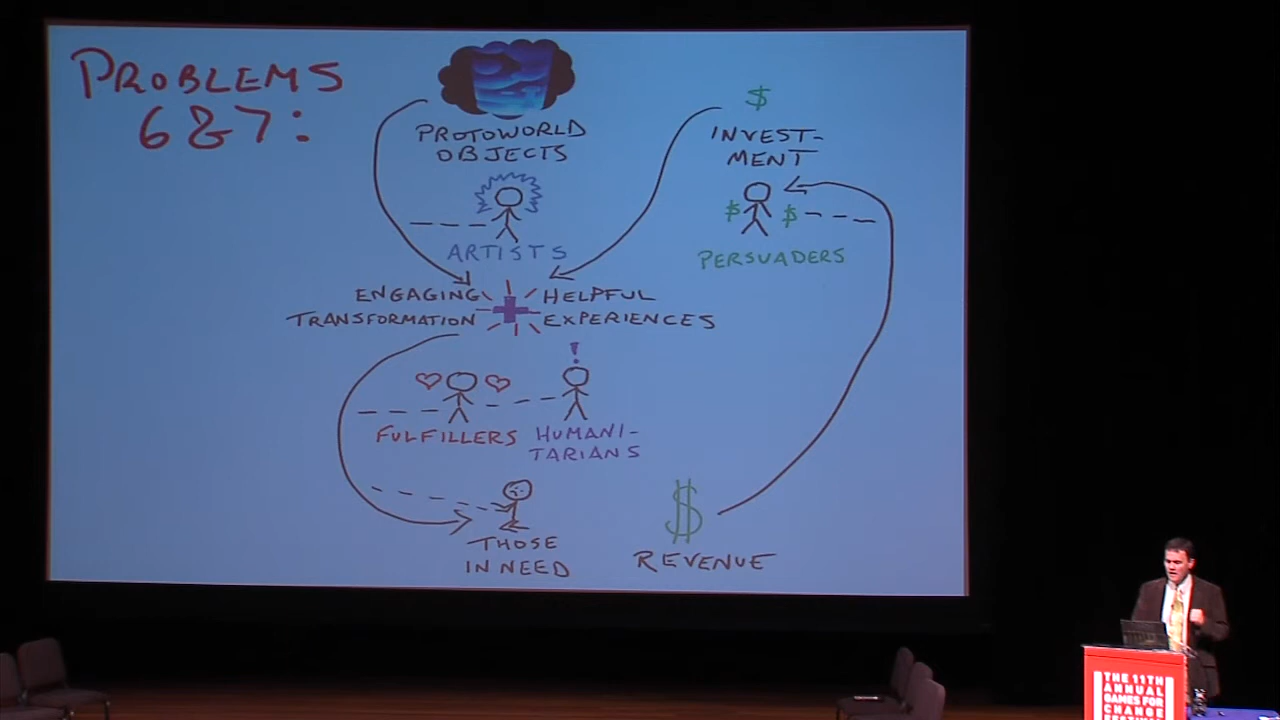 PROBLEMS
6&7:
PROTOWORLD
OBJECTS
$
INVEST-
MENT
ARTISTS
$ $
PERSUADERS
ENGAGING
TRANSFORMATION
HELPFUL
EXPERIENCES
!
FULFILLERS
HUMANI-
TARIANS
THOSE
IN NEED
$
REVENUE
THE 11TH
ANNUAL
GAMES FOR
CHANGE